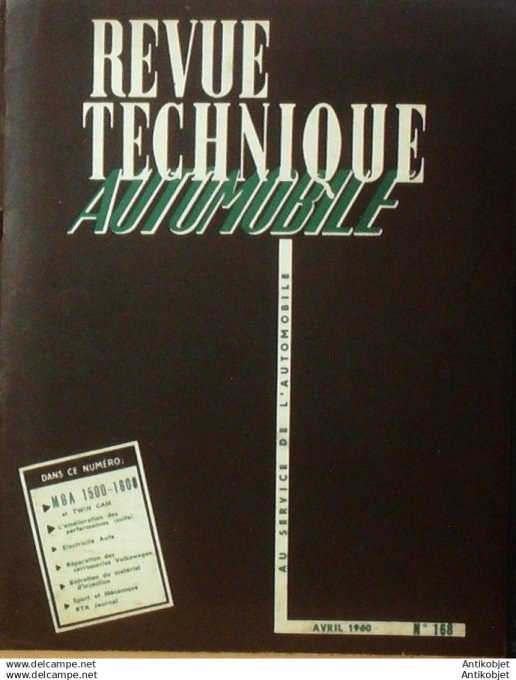 REVUE
TECHNIQUE
AUTOMOBILE
AU SERVICE DE L'AUTOMOBILE
DANS CE NUMÉRO:
MGA 1500-1600
et TWIN CAM
L'amélioration des
performances (suite)
Electricité Auto
Réparation des
carrosseries Volkswagen
Entretien du matériel
d'injection
Sport et Mécanique
RTA Journal
AVRIL 1960 N° 168
www.delcampe.net Antikobjet
www.delcampe.net Antikobjet